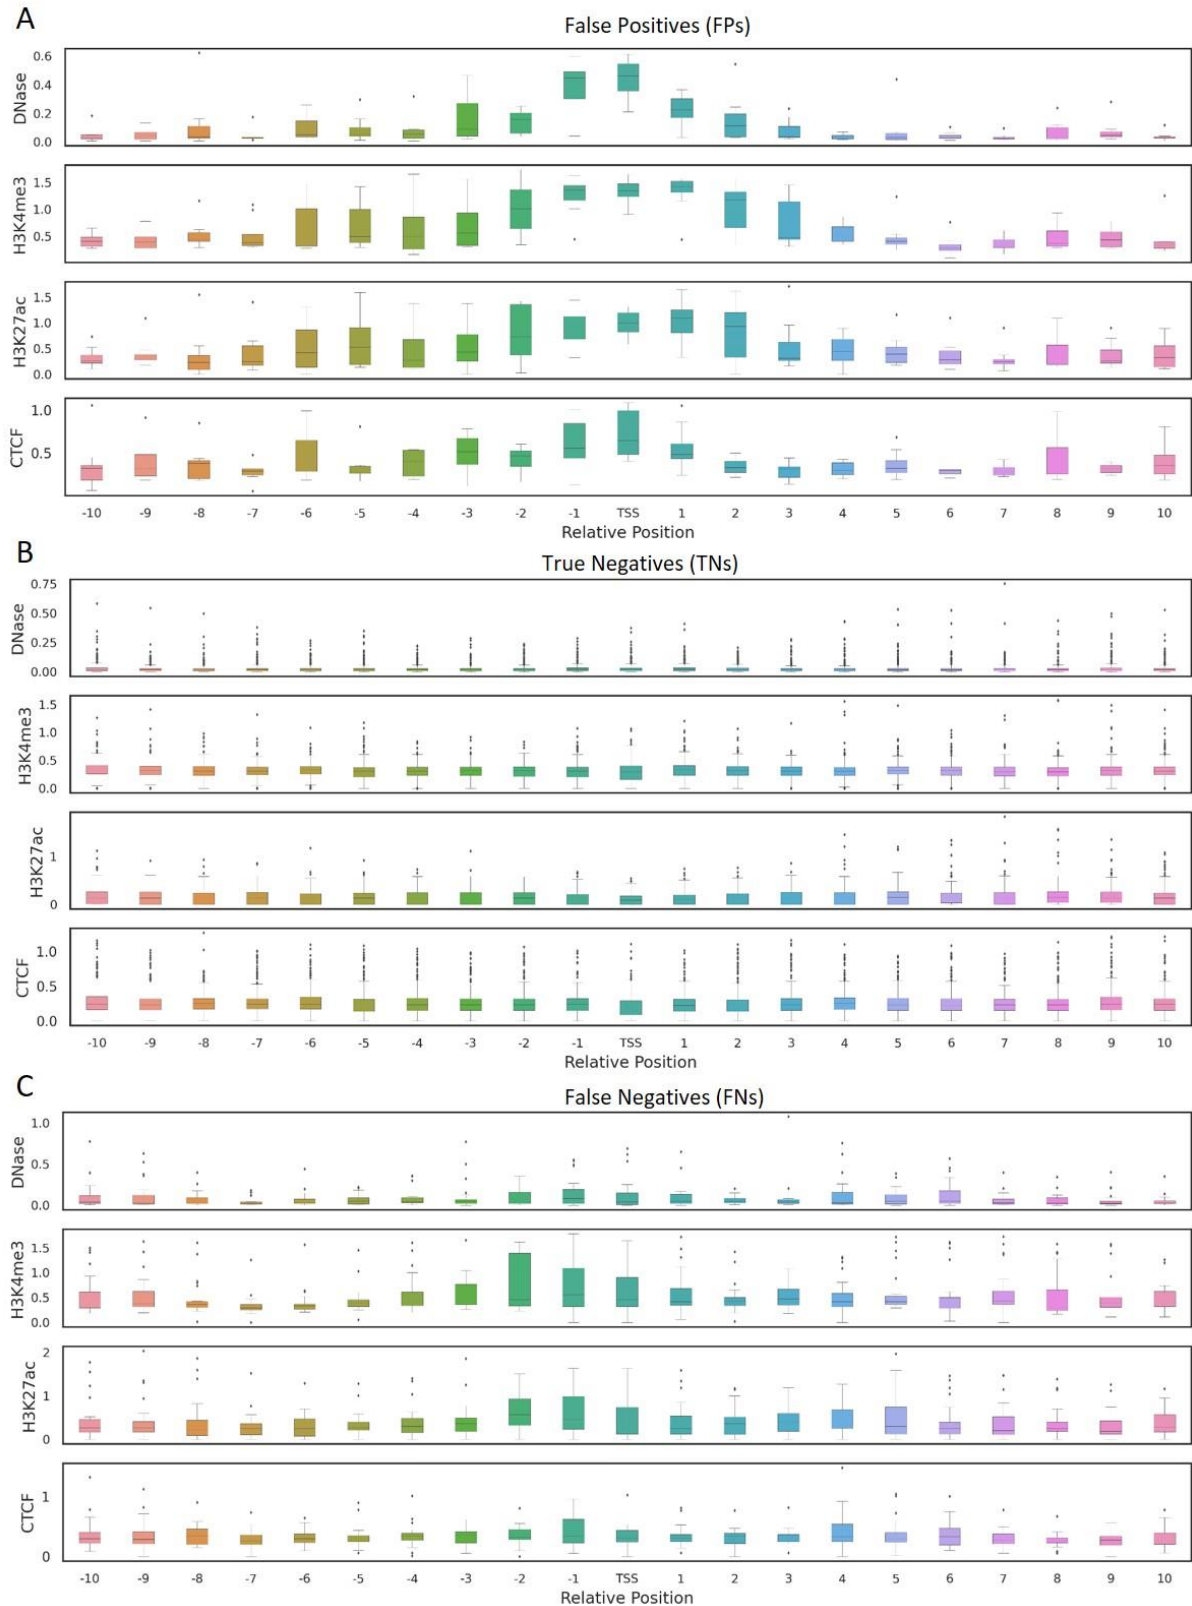 A
False Positives (FPs)
DNase
0.6
0.4
0.2
0.0
H3K4me3
1.5
1.0
0.5
H3K27ac
1.5
1.0
0.5
0.0
CTCF
1.0
0.5
-10 -9 -8 -7 -6 -5 -4 -3 -2 -1 TSS 1 2 3 4 5 6 7 8 9 10
Relative Position
B
True Negatives (TNs)
DNase
0.75
0.50
0.25
0.00
H3K4me3
1.5
1.0
0.5
0.0
H3K27ac
1
0
CTCF
1.0
0.5
0.0
-10 -9 -8 -7 -6 -5 -4 -3 -2 -1 TSS 1 2 3 4 5 6 7 8 9 10
Relative Position
C
False Negatives (FNs)
DNase
1.0
0.5
0.0
H3K4me3
1.5
1.0
0.5
0.0
H3K27ac
2
1
0
CTCF
1
0
-10 -9 -8 -7 -6 -5 -4 -3 -2 -1 TSS 1 2 3 4 5 6 7 8 9 10
Relative Position